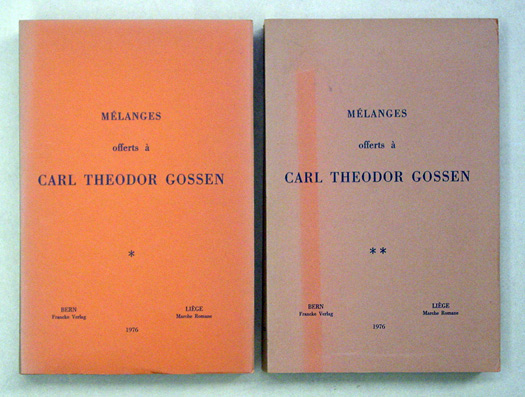 MÉLANGES
offerts à
CARL THEODOR GOSSEN
*
BERN
Francke Verlag
LIÈGE
Marche Romane
1976
MÉLANGES
offerts à
CARL THEODOR GOSSEN
**
BERN
Francke Verlag
LIÈGE
Marche Romane
1976